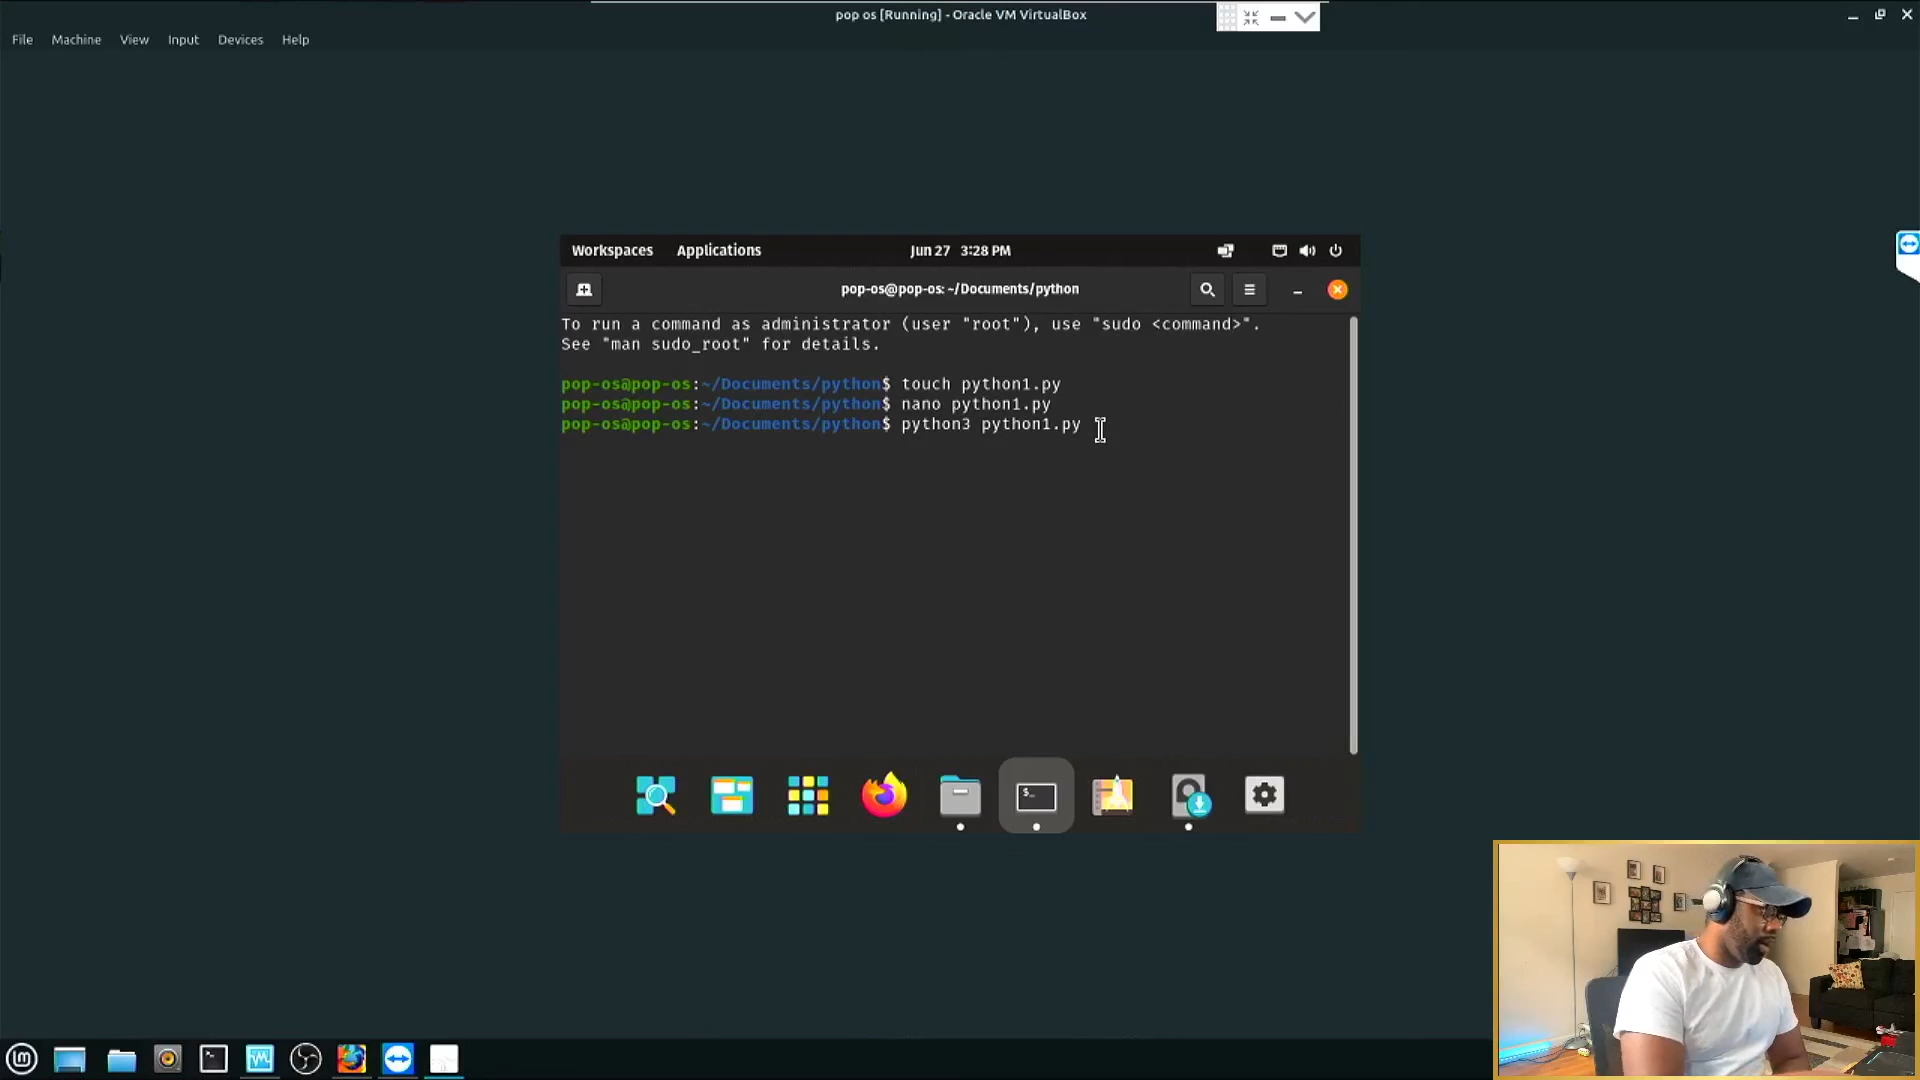 pop os [Running] - Oracle VM VirtualBox
File Machine View Input Devices Help
Workspaces Applications Jun 27 3:28 PM
pop-os@pop-os: ~/Documents/python
To run a command as administrator (user "root"), use "sudo <command>".
See "man sudo_root" for details.
pop-os@pop-os:~/Documents/python$ touch python1.py
pop-os@pop-os:~/Documents/python$ nano python1.py
pop-os@pop-os:~/Documents/python$ python3 python1.py
$_